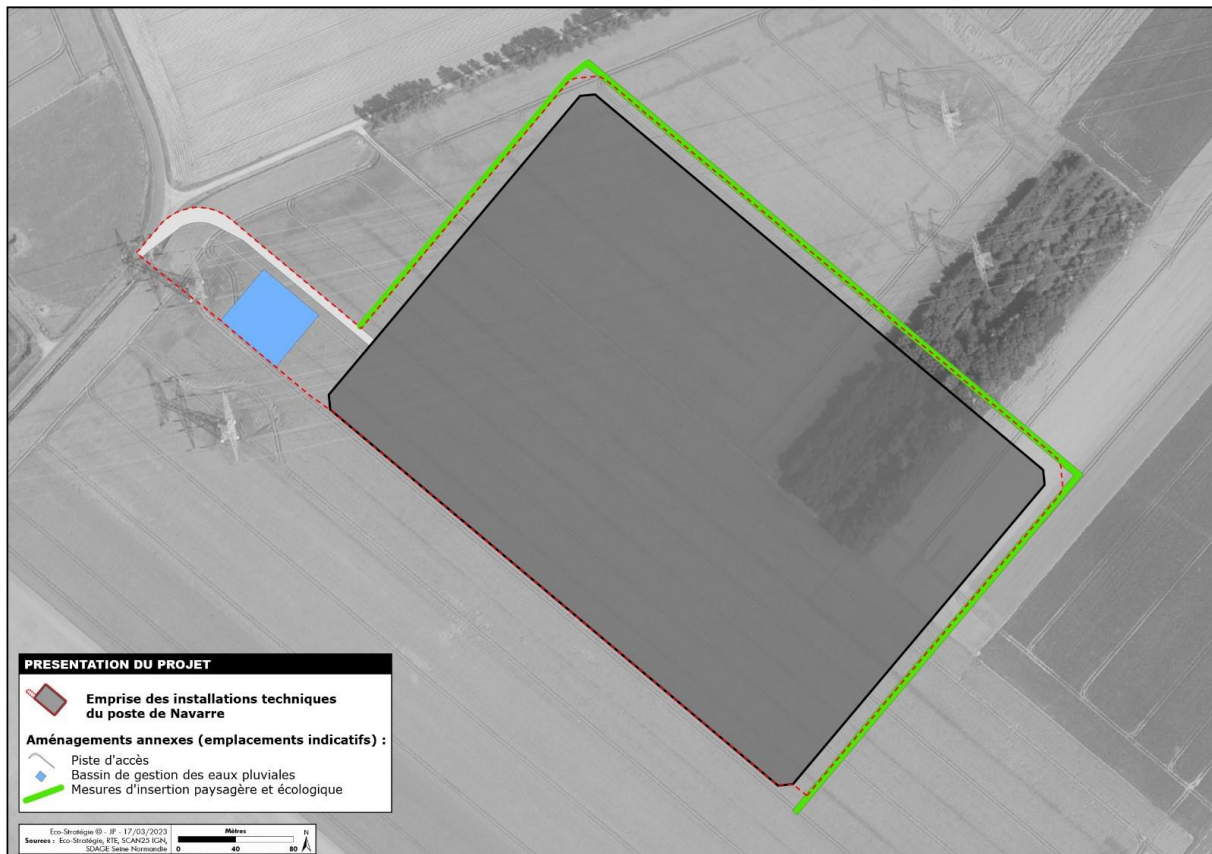 PRESENTATION DU PROJET
Emprise des installations techniques
du poste de Navarre
Aménagements annexes (emplacements indicatifs) :
Piste d'accès
Bassin de gestion des eaux pluviales
Mesures d'insertion paysagère et écologique
Eco-Stratégie © - JP - 17/03/2023
Sources : Eco-Stratégie, RTE, SCAN25 IGN,
SDAGE Seine Normandie
Mètres
0 40 80
N